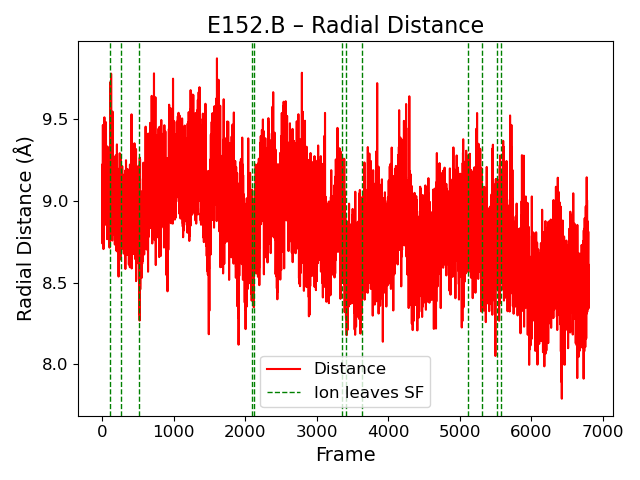 E152.B – Radial Distance
Radial Distance (Å)
9.5
9.0
8.5
8.0
Distance
Ion leaves SF
0 1000 2000 3000 4000 5000 6000 7000
Frame